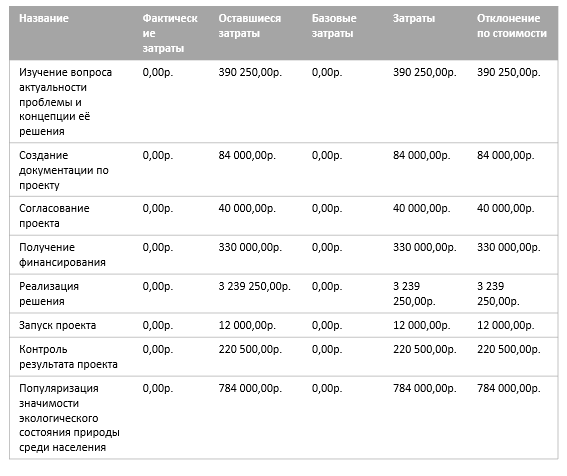 Название Фактическ Оставшиеся Базовые Затраты Отклонение
ие затраты затраты по стоимости
затраты
Изучение вопроса 0,00р. 390 250,00р. 0,00р. 390 250,00р. 390 250,00р.
актуальности
проблемы и
концепции её
решения
Создание 0,00р. 84 000,00р. 0,00р. 84 000,00р. 84 000,00р.
документации по
проекту
Согласование 0,00р. 40 000,00р. 0,00р. 40 000,00р. 40 000,00р.
проекта
Получение 0,00р. 330 000,00р. 0,00р. 330 000,00р. 330 000,00р.
финансирования
Реализация 0,00р. 3 239 250,00р. 0,00р. 3 239 3 239
решения 250,00р. 250,00р.
Запуск проекта 0,00р. 12 000,00р. 0,00р. 12 000,00р. 12 000,00р.
Контроль 0,00р. 220 500,00р. 0,00р. 220 500,00р. 220 500,00р.
результата проекта
Популяризация 0,00р. 784 000,00р. 0,00р. 784 000,00р. 784 000,00р.
значимости
экологического
состояния природы
среди населения